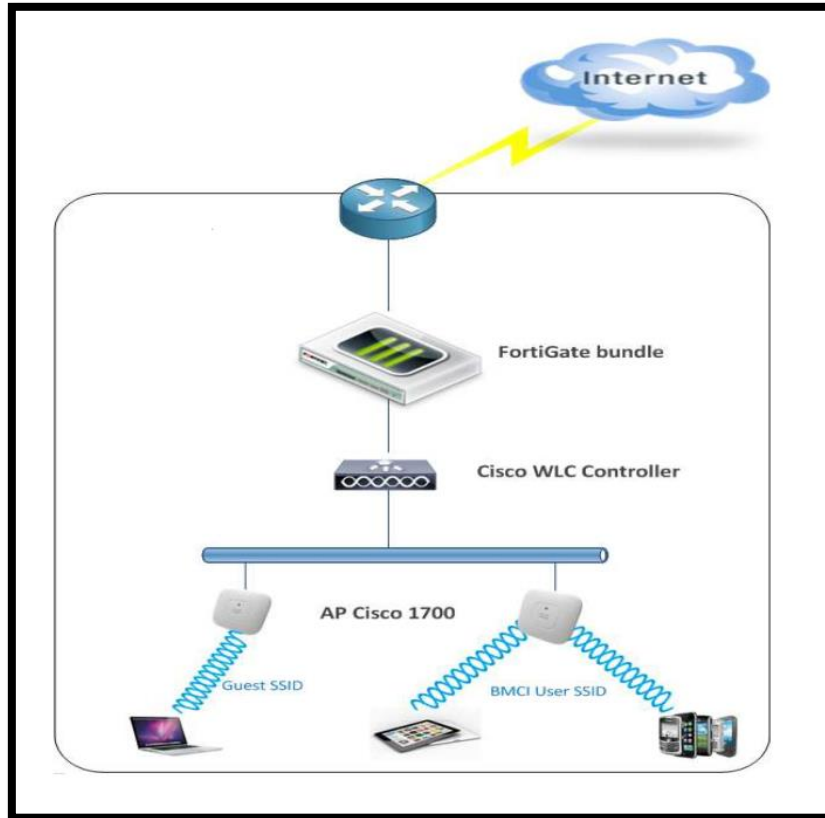 Internet
FortiGate bundle
Cisco WLC Controller
AP Cisco 1700
Guest SSID
BMCI User SSID